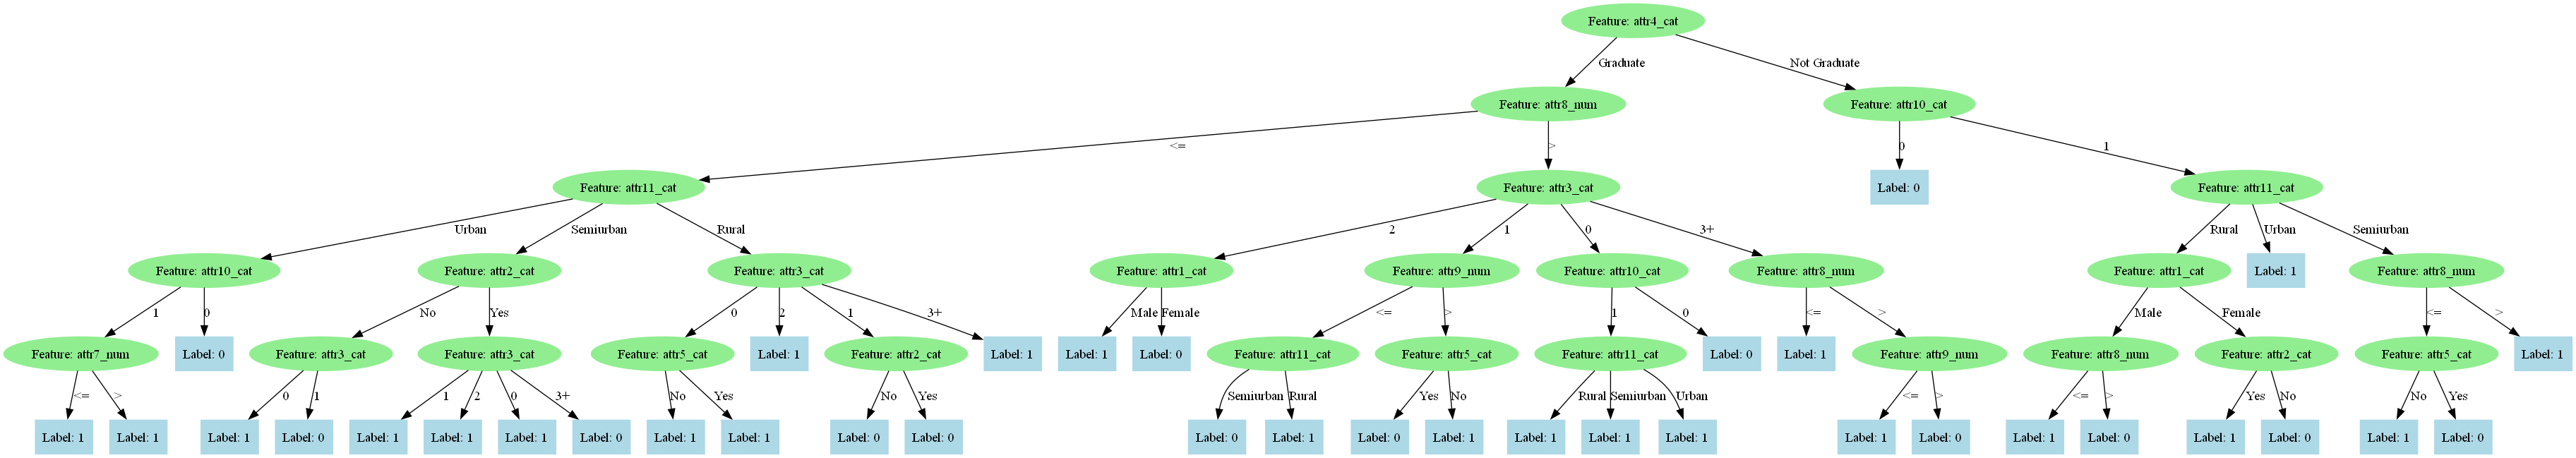 Feature: attr4_cat
Graduate
Not Graduate
Feature: attr8_num
Feature: attr10_cat
<=
>
0
1
Feature: attr11_cat
Feature: attr3_cat
Label: 0
Feature: attr11_cat
Urban
Semiurban
Rural
2
1
0
3+
Rural
Urban
Semiurban
Feature: attr10_cat
Feature: attr2_cat
Feature: attr3_cat
Feature: attr1_cat
Feature: attr9_num
Feature: attr10_cat
Feature: attr8_num
Feature: attr1_cat
Label: 1
Feature: attr8_num
1
0
No
Yes
0
2
1
3+
Male
Female
<=
>
1
0
<=
>
Male
Female
<=
>
Feature: attr7_num
Label: 0
Feature: attr3_cat
Feature: attr3_cat
Feature: attr5_cat
Label: 1
Feature: attr2_cat
Label: 1
Label: 1
Label: 0
Feature: attr11_cat
Feature: attr5_cat
Feature: attr11_cat
Label: 0
Label: 1
Feature: attr9_num
Feature: attr8_num
Feature: attr2_cat
Feature: attr5_cat
Label: 1
<=
>
0
1
1
2
0
3+
No
Yes
No
Yes
Semiurban
Rural
Yes
No
Rural
Semiurban
Urban
<=
>
<=
>
Yes
No
No
Yes
Label: 1
Label: 1
Label: 1
Label: 0
Label: 1
Label: 1
Label: 1
Label: 0
Label: 1
Label: 1
Label: 0
Label: 0
Label: 0
Label: 1
Label: 0
Label: 1
Label: 1
Label: 1
Label: 1
Label: 1
Label: 0
Label: 1
Label: 0
Label: 1
Label: 0
Label: 1
Label: 0